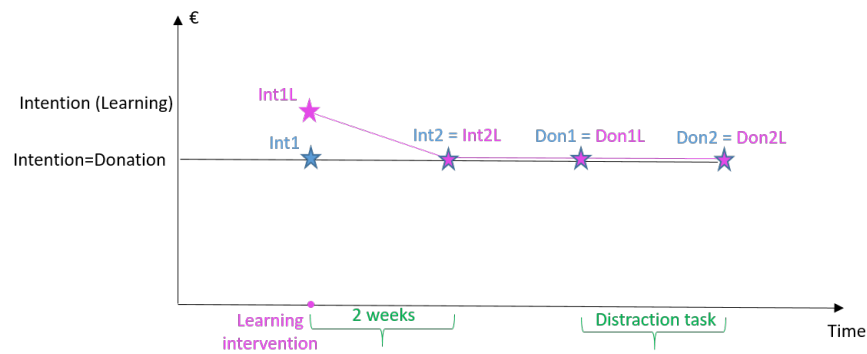 €
Intention (Learning)
Int1L
Int1
Int2 = Int2L
Don1 = Don1L
Don2 = Don2L
Intention=Donation
Learning
intervention
2 weeks
Distraction task
Time